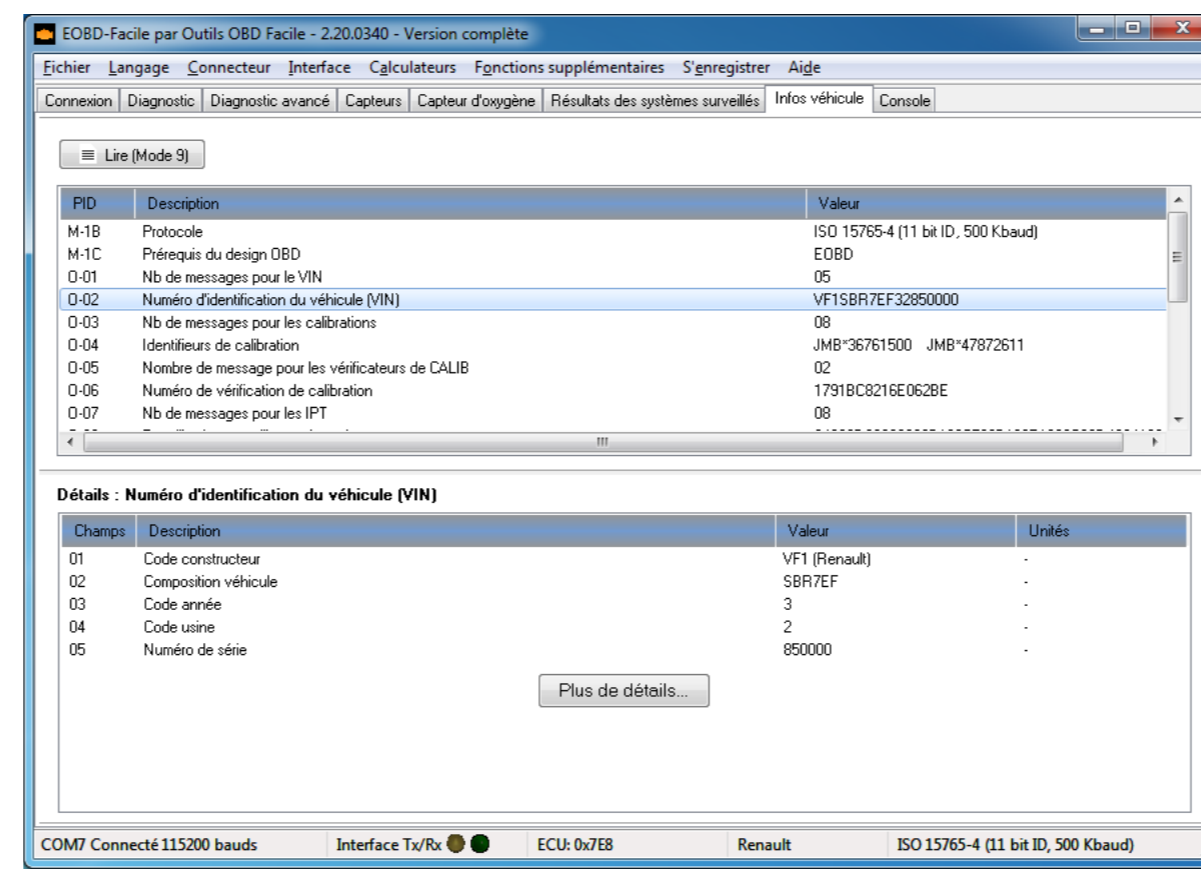 EOBD-Facile par Outils OBD Facile - 2.20.0340 - Version complète
Fichier Langage Connecteur Interface Calculateurs Fonctions supplémentaires S'enregistrer Aide
Connexion Diagnostic Diagnostic avancé Capteurs Capteur d'oxygène Résultats des systèmes surveillés Infos véhicule Console
Lire (Mode 9)
PID Description Valeur
M-1B Protocole ISO 15765-4 (11 bit ID, 500 Kbaud)
M-1C Prérequis du design OBD EOBD
O-01 Nb de messages pour le VIN 05
O-02 Numéro d'identification du véhicule (VIN) VF1SBR7EF32850000
O-03 Nb de messages pour les calibrations 08
O-04 Identifieurs de calibration JMB*36761500 JMB*47872611
O-05 Nombre de message pour les vérificateurs de CALIB 02
O-06 Numéro de vérification de calibration 1791BC8216E062BE
O-07 Nb de messages pour les IPT 08
Détails : Numéro d'identification du véhicule (VIN)
Champs Description Valeur Unités
01 Code constructeur VF1 (Renault) -
02 Composition véhicule SBR7EF -
03 Code année 3 -
04 Code usine 2 -
05 Numéro de série 850000 -
Plus de détails...
COM7 Connecté 115200 bauds Interface Tx/Rx ECU: 0x7E8 Renault ISO 15765-4 (11 bit ID, 500 Kbaud)